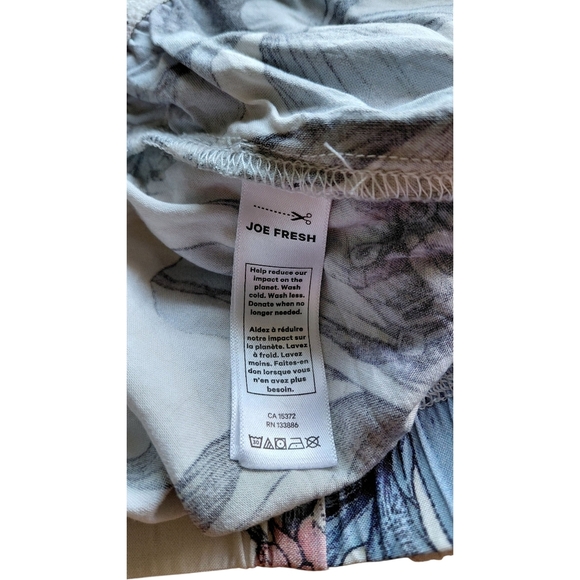 JOE FRESH
Help reduce our
impact on the
planet. Wash
cold. Wash less.
Donate when no
longer needed.
Aidez à réduire
notre impact sur
la planète. Lavez
à froid. Lavez
moins. Faites-en
don lorsque vous
n'en avez plus
besoin.
CA 15372
RN 133886
30